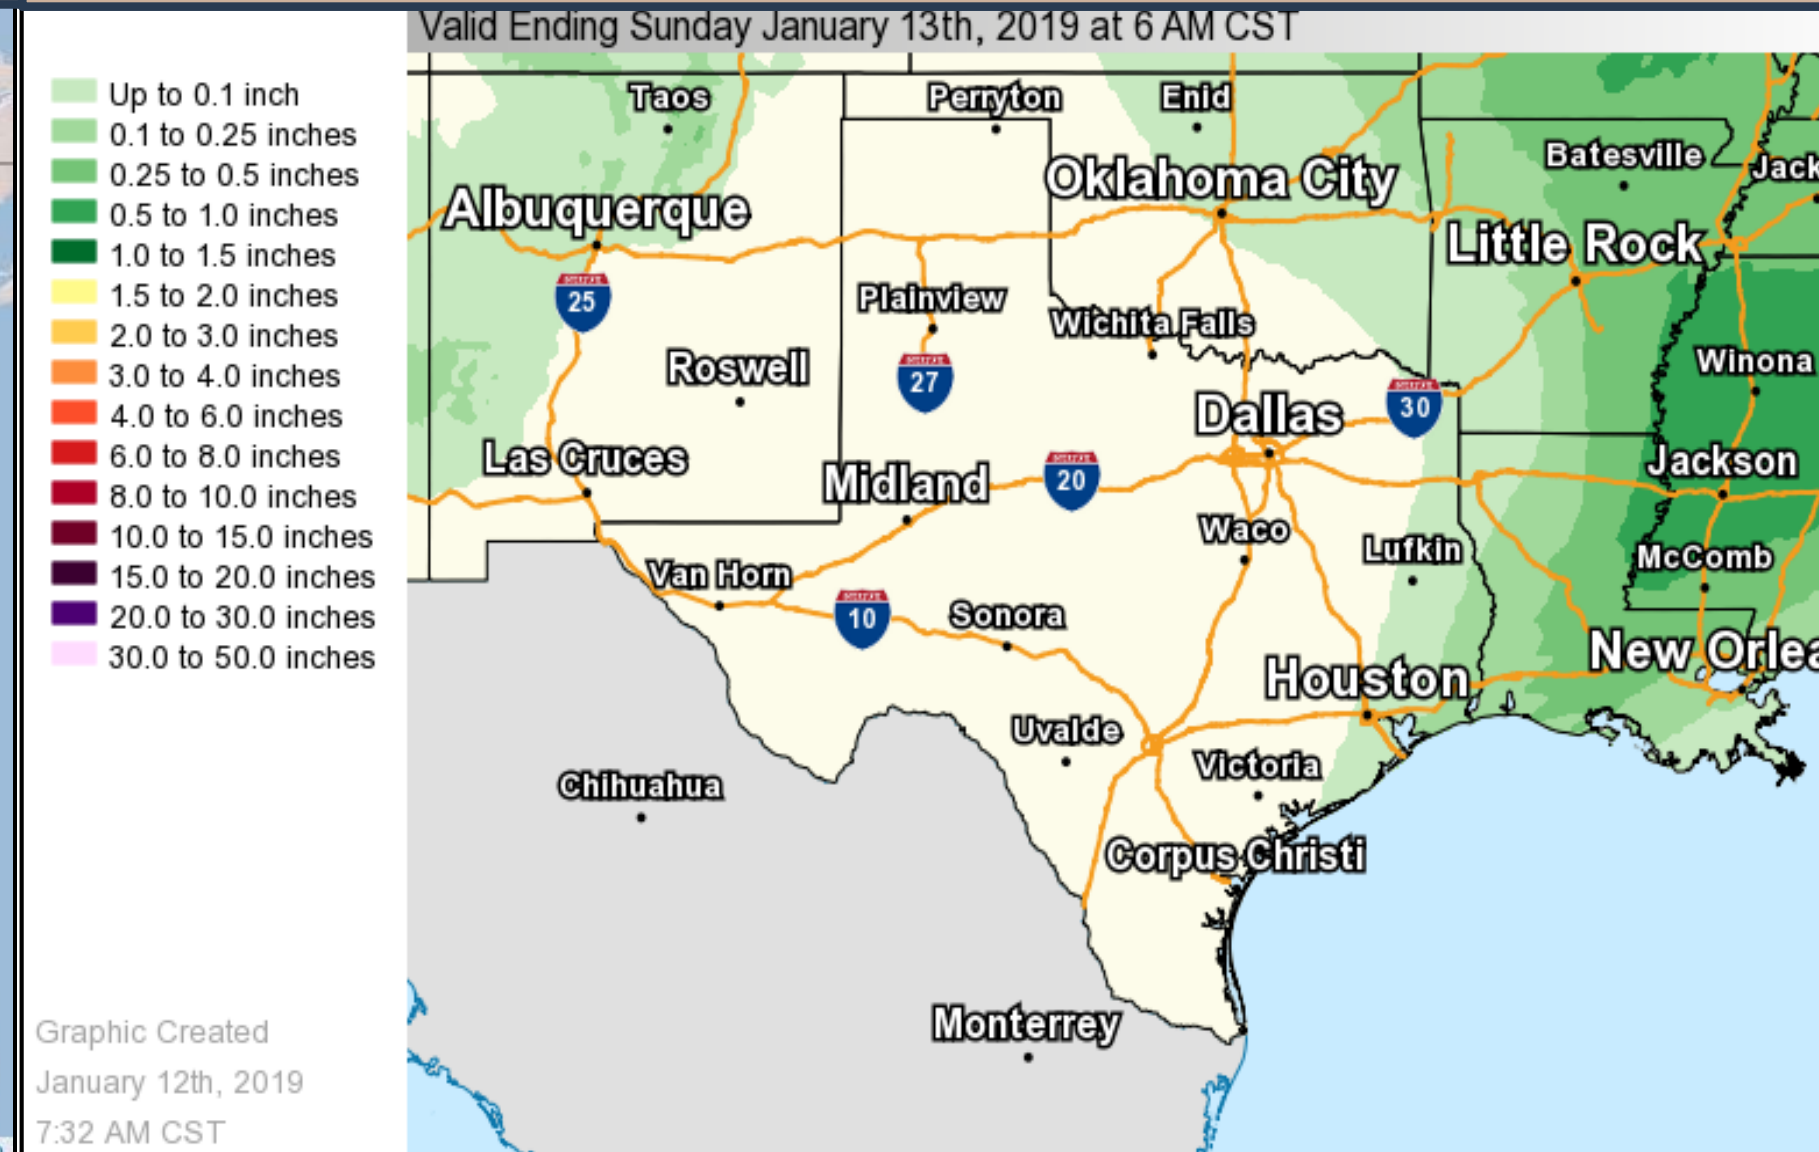 Valid Ending Sunday January 13th, 2019 at 6 AM CST
Up to 0.1 inch
0.1 to 0.25 inches
0.25 to 0.5 inches
0.5 to 1.0 inches
1.0 to 1.5 inches
1.5 to 2.0 inches
2.0 to 3.0 inches
3.0 to 4.0 inches
4.0 to 6.0 inches
6.0 to 8.0 inches
8.0 to 10.0 inches
10.0 to 15.0 inches
15.0 to 20.0 inches
20.0 to 30.0 inches
30.0 to 50.0 inches
Graphic Created
January 12th, 2019
7:32 AM CST
Taos
Perryton
Enid
Batesville
Jack
Oklahoma City
Albuquerque
Little Rock
25
Plainview
Wichita Falls
Winona
Roswell
27
30
Dallas
Las Cruces
Midland
20
Jackson
Waco
Lufkin
McComb
Van Horn
10
Sonora
New Orlea
Houston
Uvalde
Victoria
Chihuahua
Corpus Christi
Monterrey